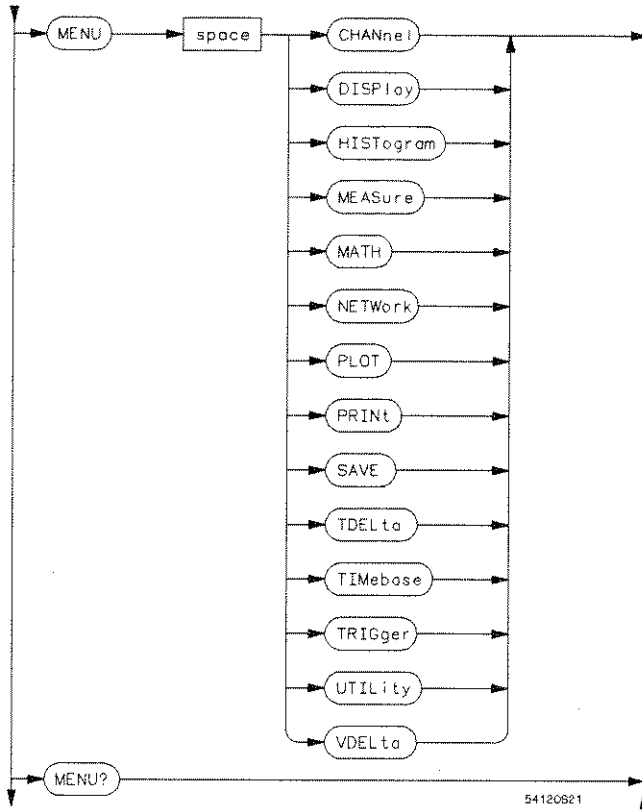 MENU space CHANnel
DISPlay
HISTogram
MEASure
MATH
NETWork
PLOT
PRINt
SAVE
TDELta
TIMebase
TRIGger
UTILity
VDELta
MENU?
54120S21